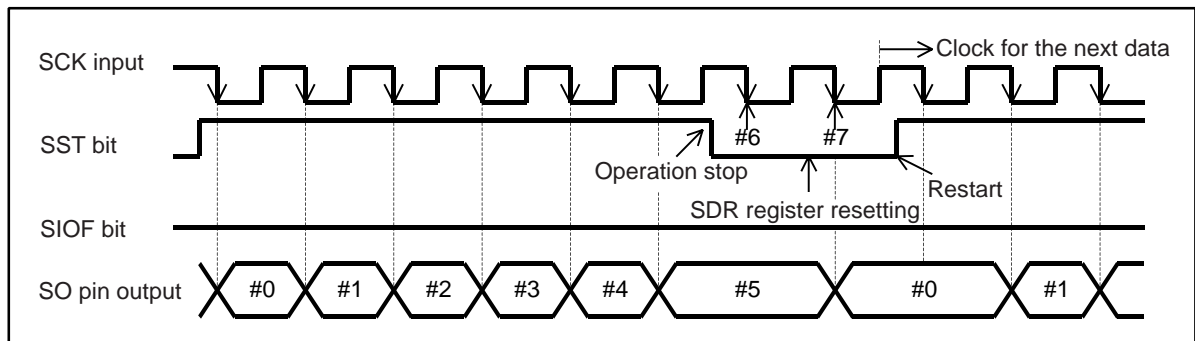 Clock for the next data
SCK input
#6
#7
SST bit
Operation stop
Restart
SDR register resetting
SIOF bit
SO pin output
#0
#1
#2
#3
#4
#5
#0
#1